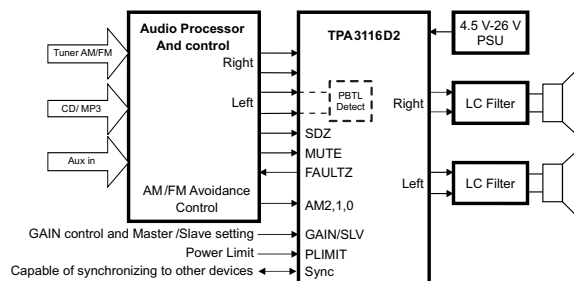 Audio Processor
And control
TPA3116D2
4.5 V-26 V
PSU
Tuner AM/FM
Right
PBTL
Detect
Right
LC Filter
CD/ MP3
Left
SDZ
MUTE
Aux in
FAULTZ
Left
LC Filter
AM/FM Avoidance
Control
AM2,1,0
GAIN control and Master /Slave setting
GAIN/SLV
Power Limit
PLIMIT
Capable of synchronizing to other devices
Sync